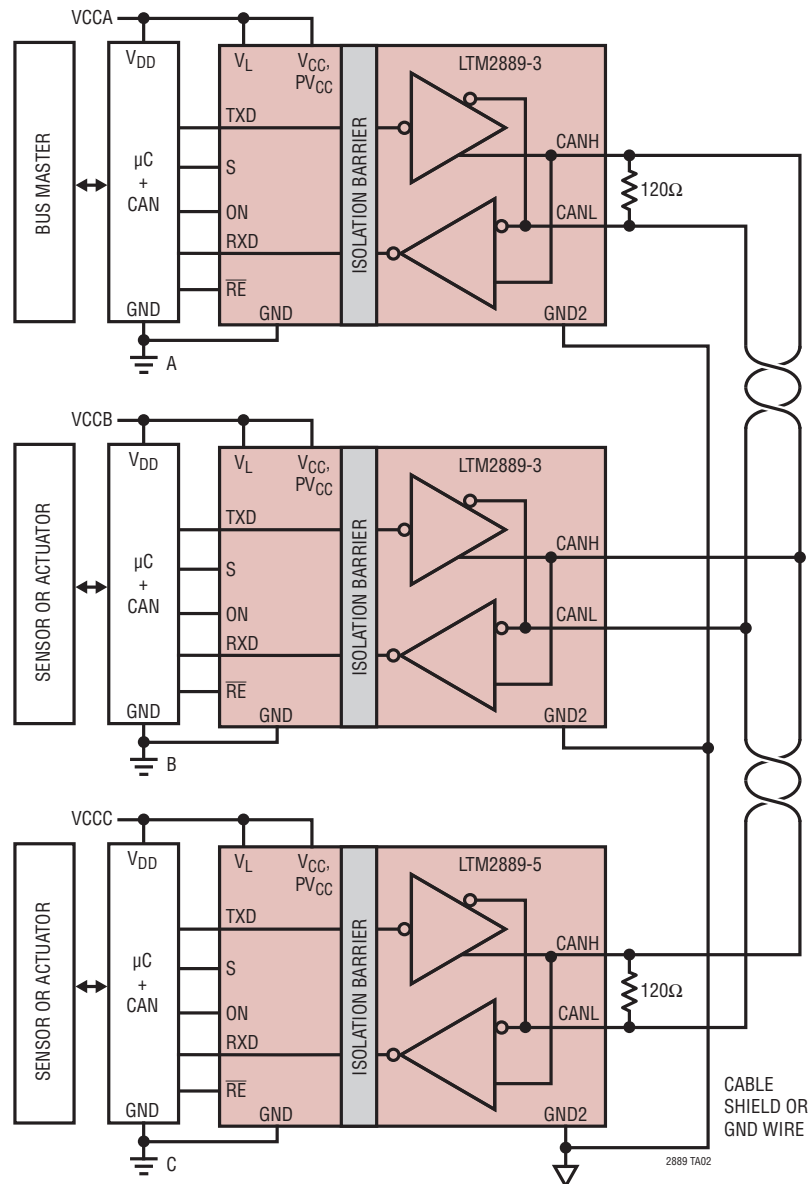 VCCA
VDD
VL
VCC,
PVCC
LTM2889-3
BUS MASTER
µC
+
CAN
TXD
S
ON
RXD
RE
GND
GND
ISOLATION BARRIER
CANH
120Ω
CANL
GND2
A
VCCB
VDD
VL
VCC,
PVCC
LTM2889-3
SENSOR OR ACTUATOR
µC
+
CAN
TXD
S
ON
RXD
RE
GND
GND
ISOLATION BARRIER
CANH
CANL
GND2
B
VCCC
VDD
VL
VCC,
PVCC
LTM2889-5
SENSOR OR ACTUATOR
µC
+
CAN
TXD
S
ON
RXD
RE
GND
GND
ISOLATION BARRIER
CANH
120Ω
CANL
GND2
C
CABLE
SHIELD OR
GND WIRE
2889 TA02